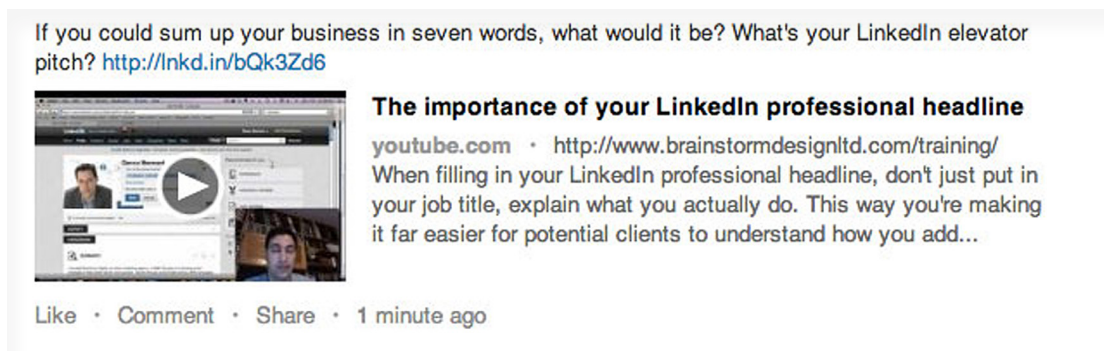 If you could sum up your business in seven words, what would it be? What's your LinkedIn elevator
pitch? http://lnkd.in/bQk3Zd6
The importance of your LinkedIn professional headline
youtube.com · http://www.brainstormdesignltd.com/training/
When filling in your LinkedIn professional headline, don't just put in
your job title, explain what you actually do. This way you're making
it far easier for potential clients to understand how you add...
Like · Comment · Share · 1 minute ago